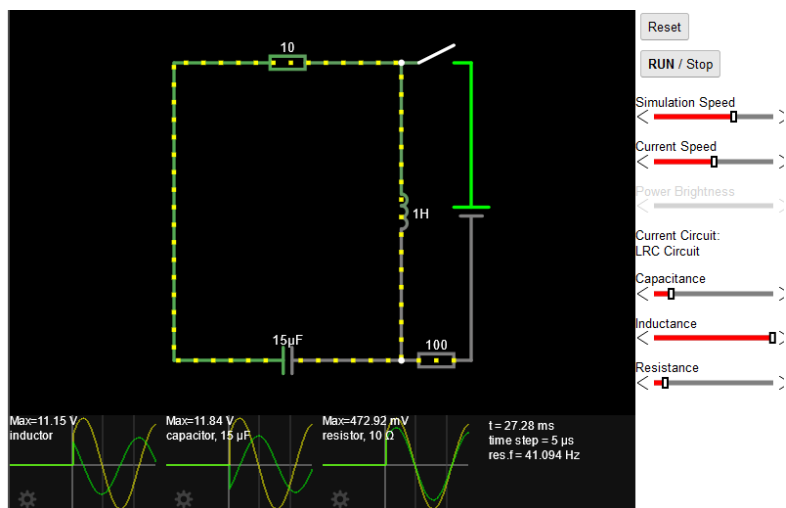 Reset
RUN / Stop
Simulation Speed
Current Speed
Power Brightness
Current Circuit:
LRC Circuit
Capacitance
Inductance
Resistance
10
1H
15µF
100
Max=11.15 V
inductor
Max=11.84 V
capacitor, 15 µF
Max=472.92 mV
resistor, 10 Ω
t = 27.28 ms
time step = 5 µs
res.f = 41.094 Hz